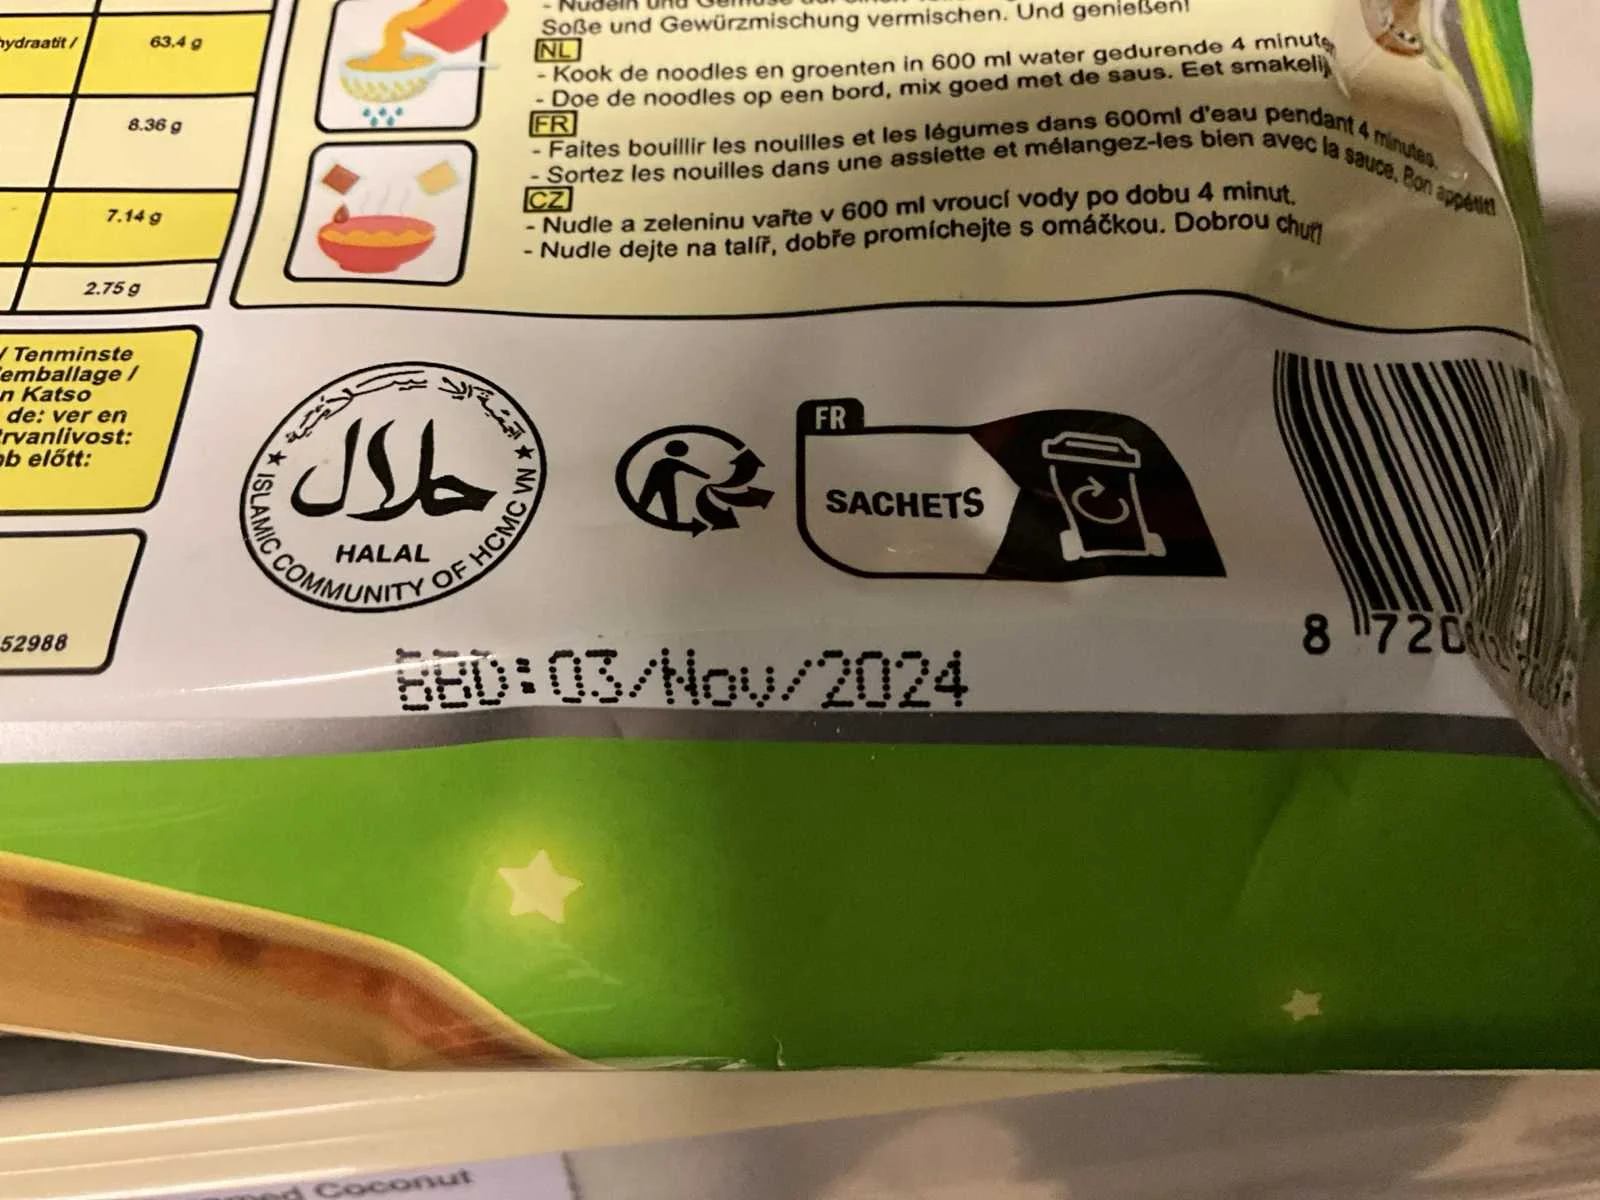 Soße und Gewürzmischung vermischen. Und genießen!
NL
- Kook de noodles en groenten in 600 ml water gedurende 4 minuten
- Doe de noodles op een bord, mix goed met de saus. Eet smakelijk
FR
- Faites bouillir les nouilles et les légumes dans 600ml d'eau pendant 4 minutes.
- Sortez les nouilles dans une assiette et mélangez-les bien avec la sauce. Bon appétit!
CZ
- Nudle a zeleninu vařte v 600 ml vroucí vody po dobu 4 minut.
- Nudle dejte na talíř, dobře promíchejte s omáčkou. Dobrou chuť!
63.4 g
8.36 g
7.14 g
2.75 g
/ Tenminste
emballage /
n Katso
de: ver en
rvanlivost:
bb előtt:
52988
حلال
HALAL
★ ISLAMIC COMMUNITY OF HCMC VN ★
FR
SACHETS
8 720
BBD:03/Nov/2024
Coconut